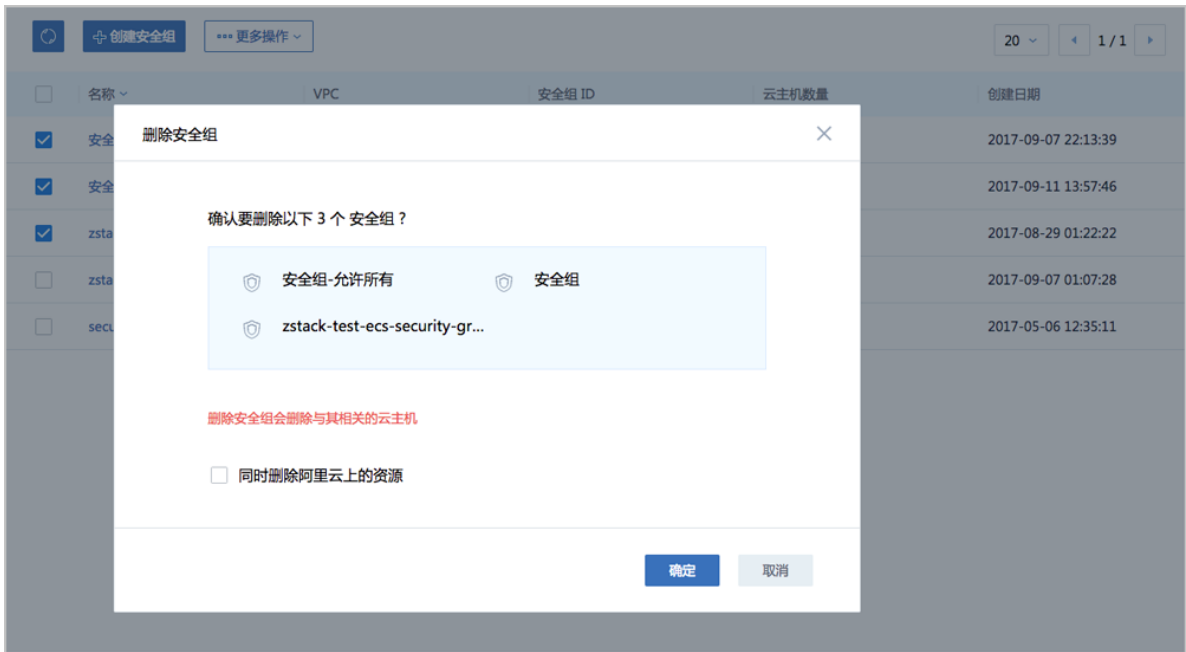 创建安全组 更多操作 20 1 / 1
名称 VPC 安全组 ID 云主机数量 创建日期
删除安全组
安全 2017-09-07 22:13:39
安全 2017-09-11 13:57:46
确认要删除以下 3 个 安全组？
zsta 2017-08-29 01:22:22
安全组-允许所有 安全组
zsta 2017-09-07 01:07:28
zstack-test-ecs-security-gr...
secu 2017-05-06 12:35:11
删除安全组会删除与其相关的云主机
同时删除阿里云上的资源
确定 取消